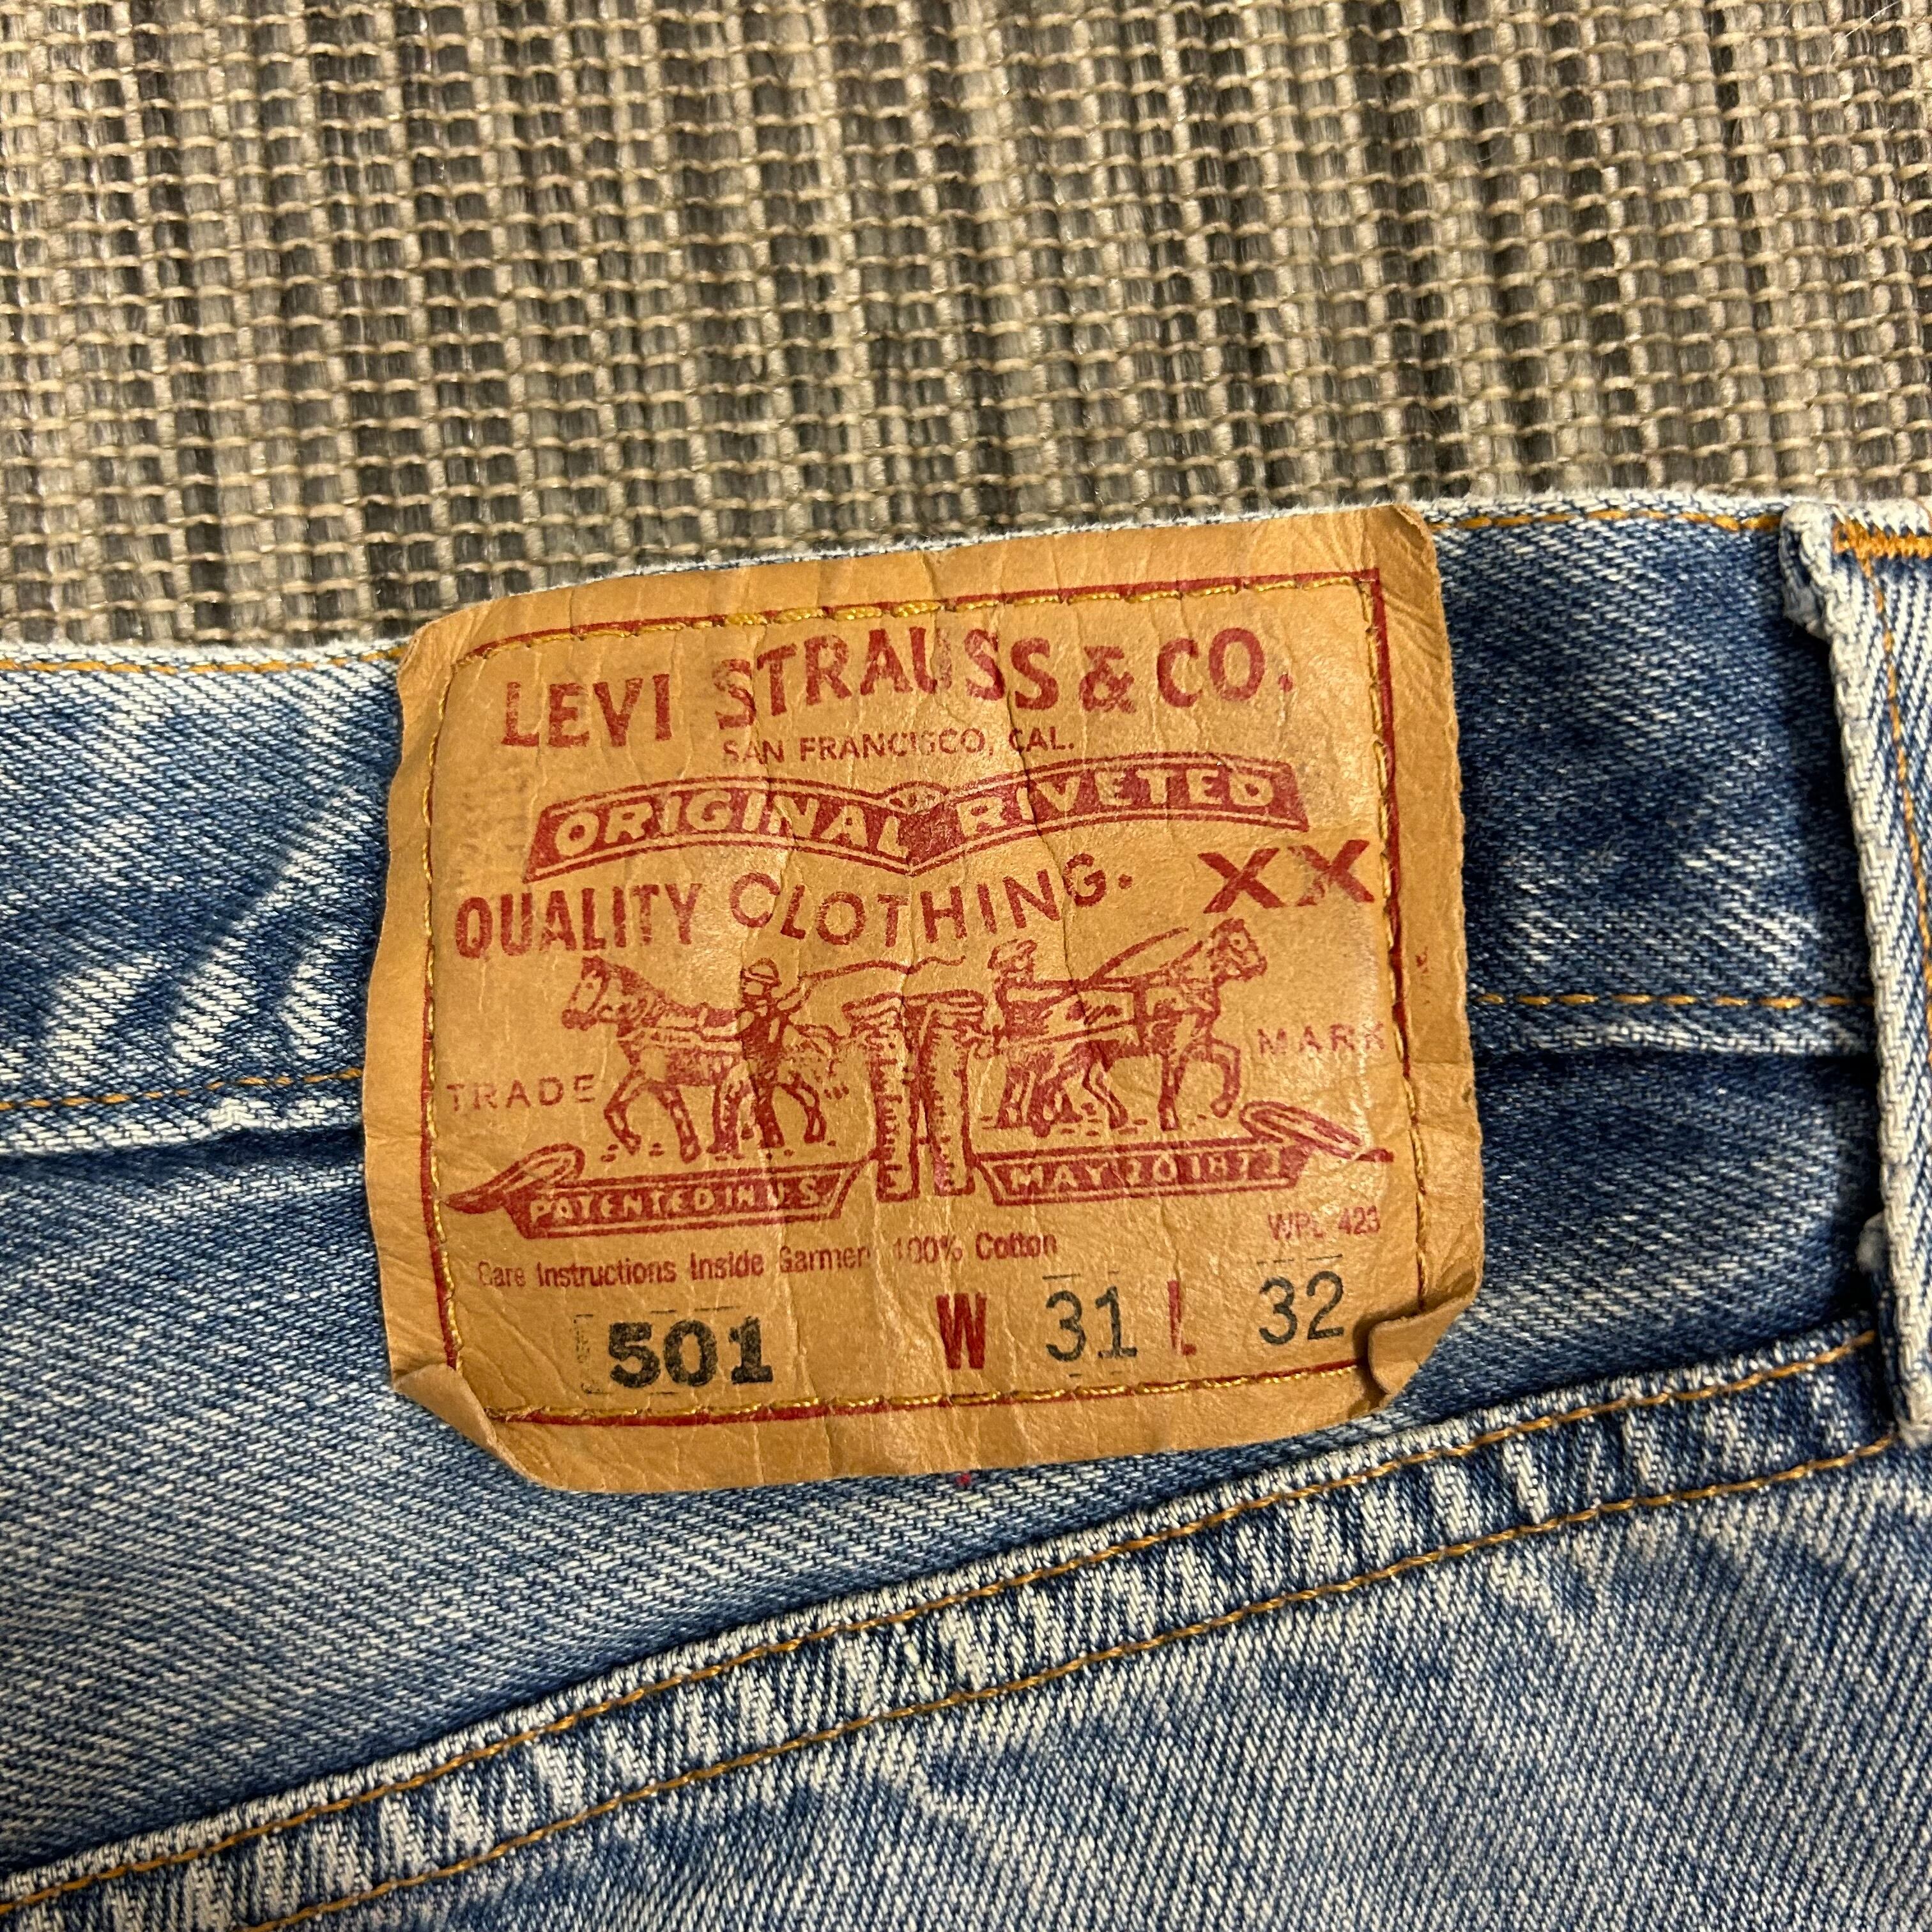 LEVI STRAUSS & CO.
SAN FRANCISCO, CAL.
ORIGINAL RIVETED
QUALITY CLOTHING. XX
TRADE MARK
PATENTED IN U.S. MAY 20 1873
WPL 423
Care Instructions Inside Garment 100% Cotton
501 W 31 L 32